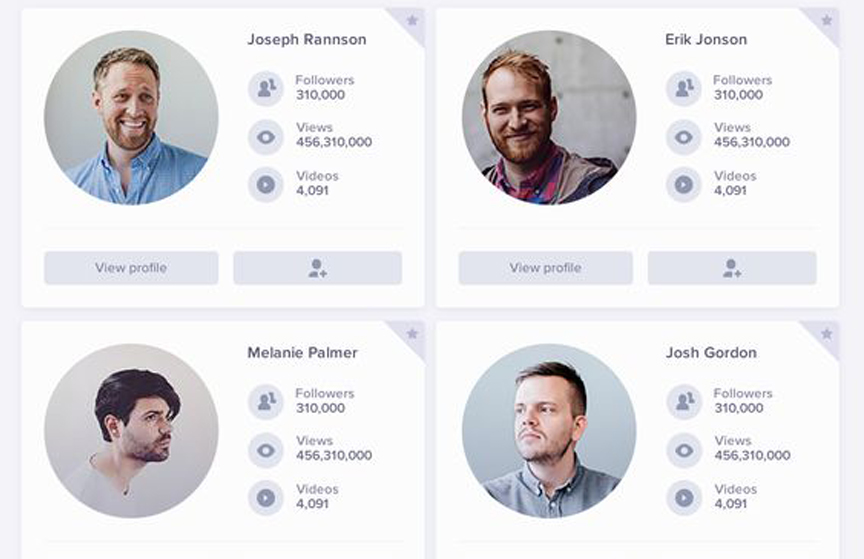 Joseph Rannson
Followers
310,000
Views
456,310,000
Videos
4,091
View profile
Erik Jonson
Followers
310,000
Views
456,310,000
Videos
4,091
View profile
Melanie Palmer
Followers
310,000
Views
456,310,000
Videos
4,091
Josh Gordon
Followers
310,000
Views
456,310,000
Videos
4,091